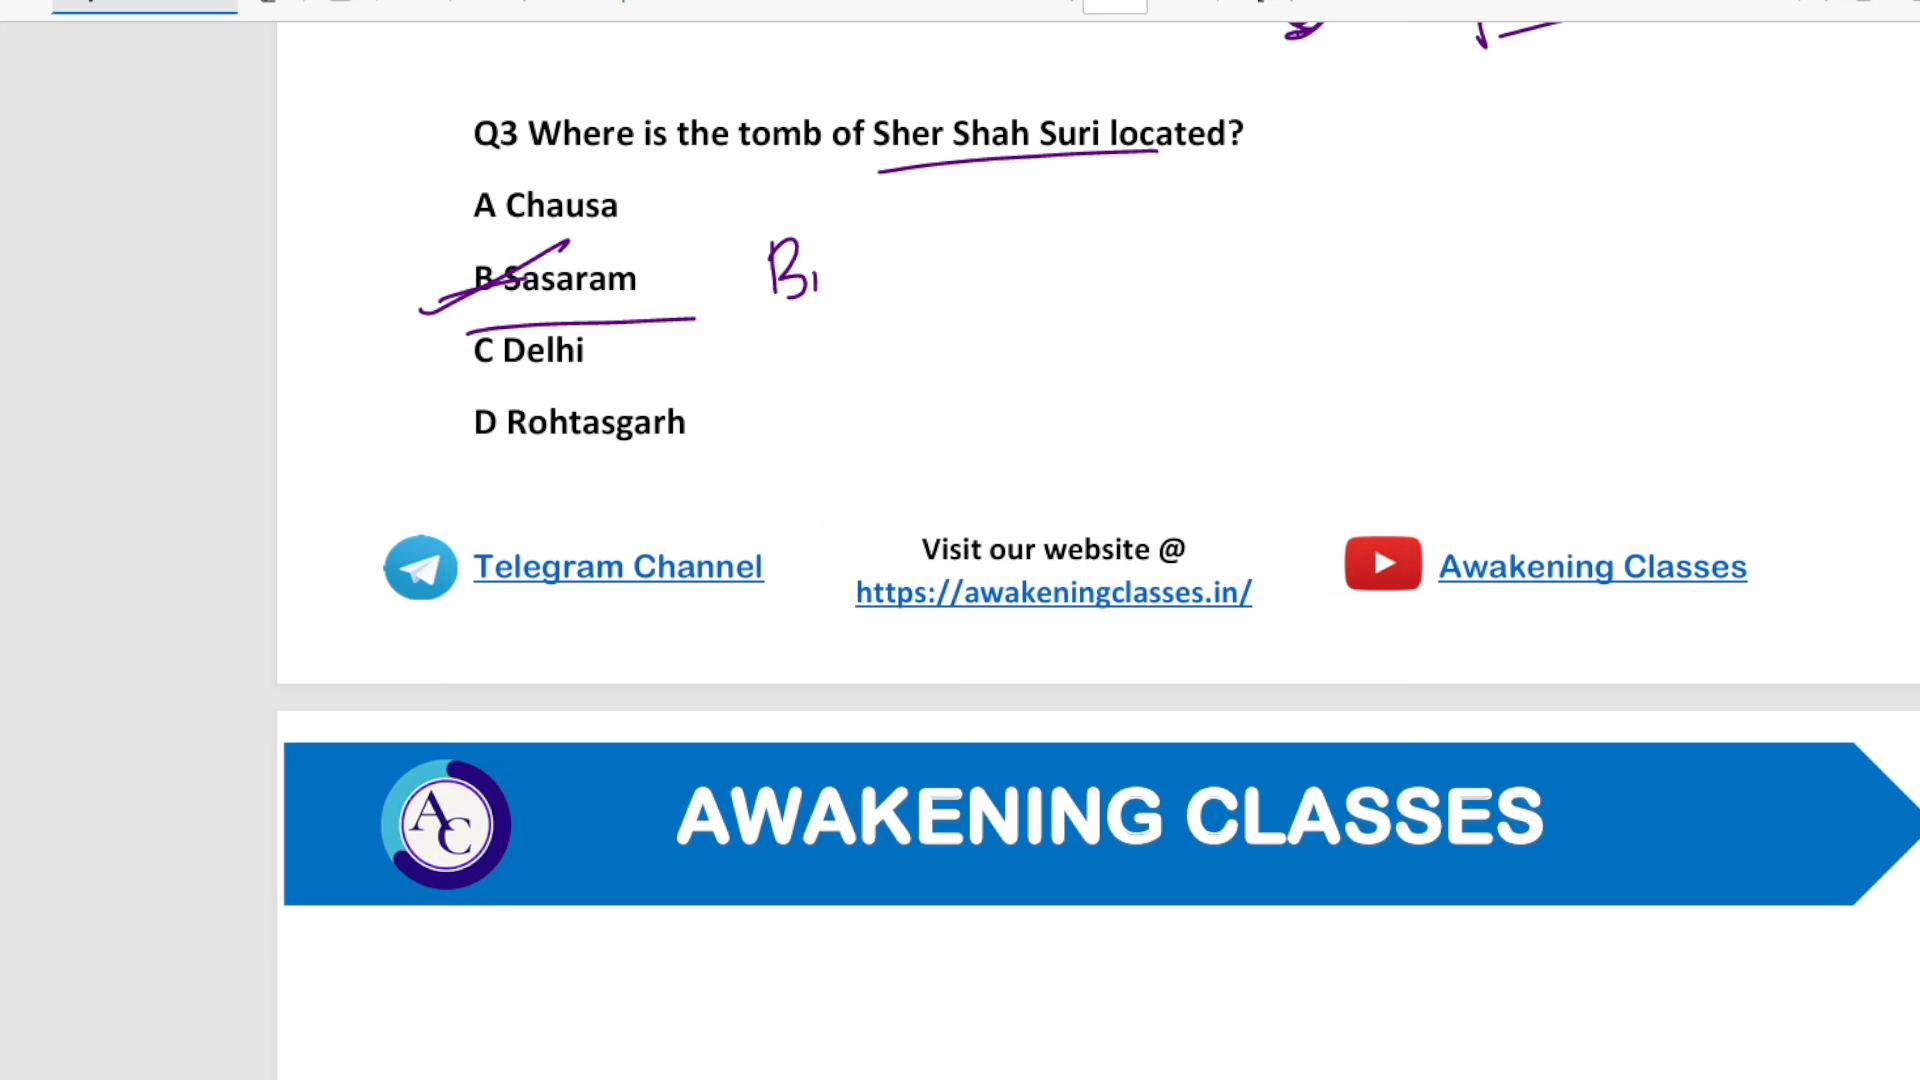 Q3 Where is the tomb of Sher Shah Suri located?
A Chausa
B Sasaram
C Delhi
D Rohtasgarh
Telegram Channel
Visit our website @
https://awakeningclasses.in/
Awakening Classes
AC
AWAKENING CLASSES